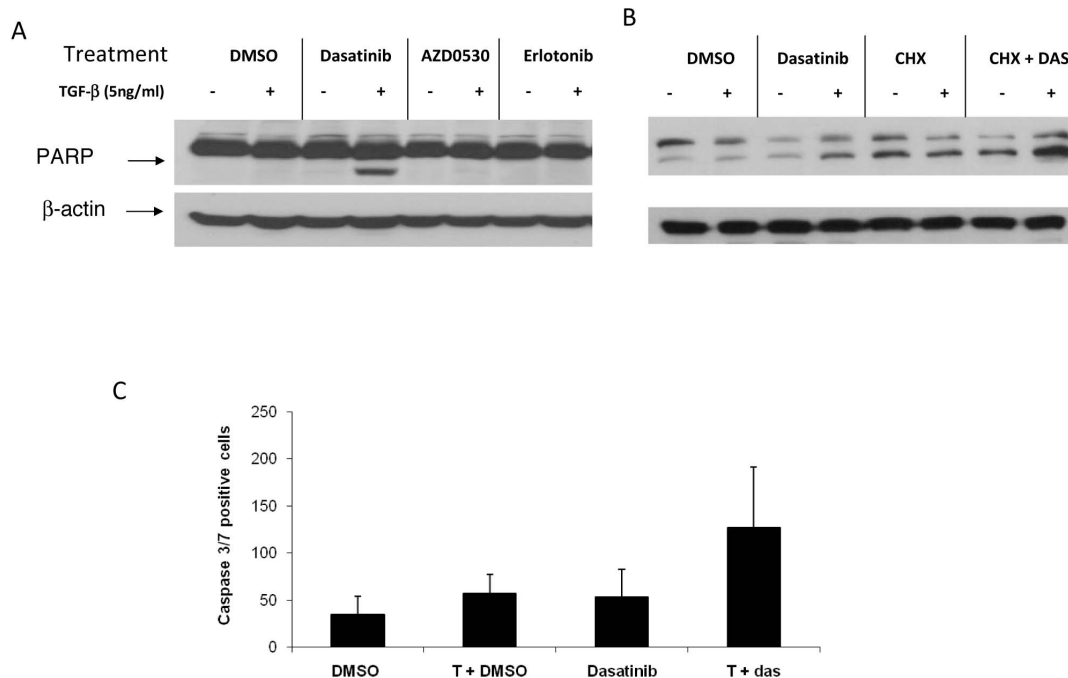 A
Treatment DMSO Dasatinib AZD0530 Erlotonib
TGF-β (5ng/ml) - + - + - + - +
PARP
β-actin
B
DMSO Dasatinib CHX CHX + DAS
- + - + - + - +
C
Caspase 3/7 positive cells
250
200
150
100
50
0
DMSO T + DMSO Dasatinib T + das